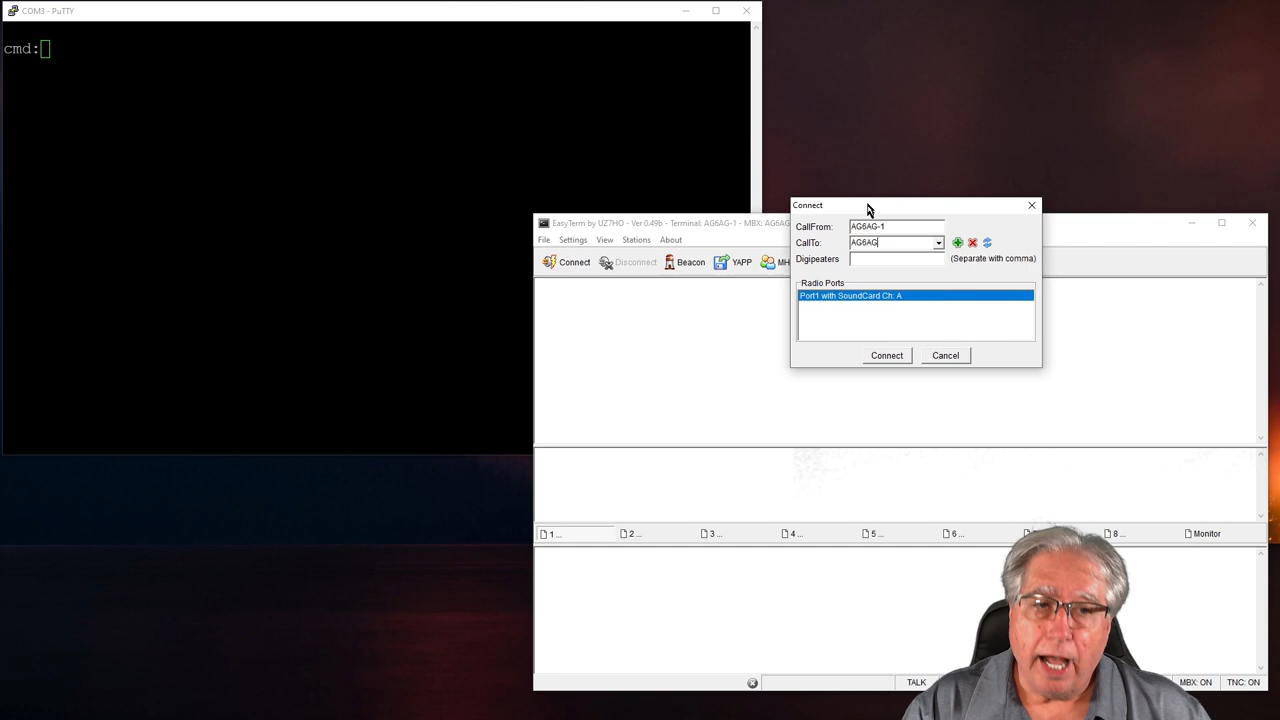 COM3 - PuTTY
cmd:
EasyTerm by UZ7HO - Ver 0.49b - Terminal: AG6AG-1 - MBX: AG6AG
File Settings View Stations About
Connect Disconnect Beacon YAPP MH
Connect
CallFrom: AG6AG-1
CallTo: AG6AG
Digipeaters (Separate with comma)
Radio Ports
Port1 with SoundCard Ch: A
Connect Cancel
1 ... 2 ... 3 ... 4 ... 5 ... 6 ... 8 ... Monitor
TALK MBX: ON TNC: ON